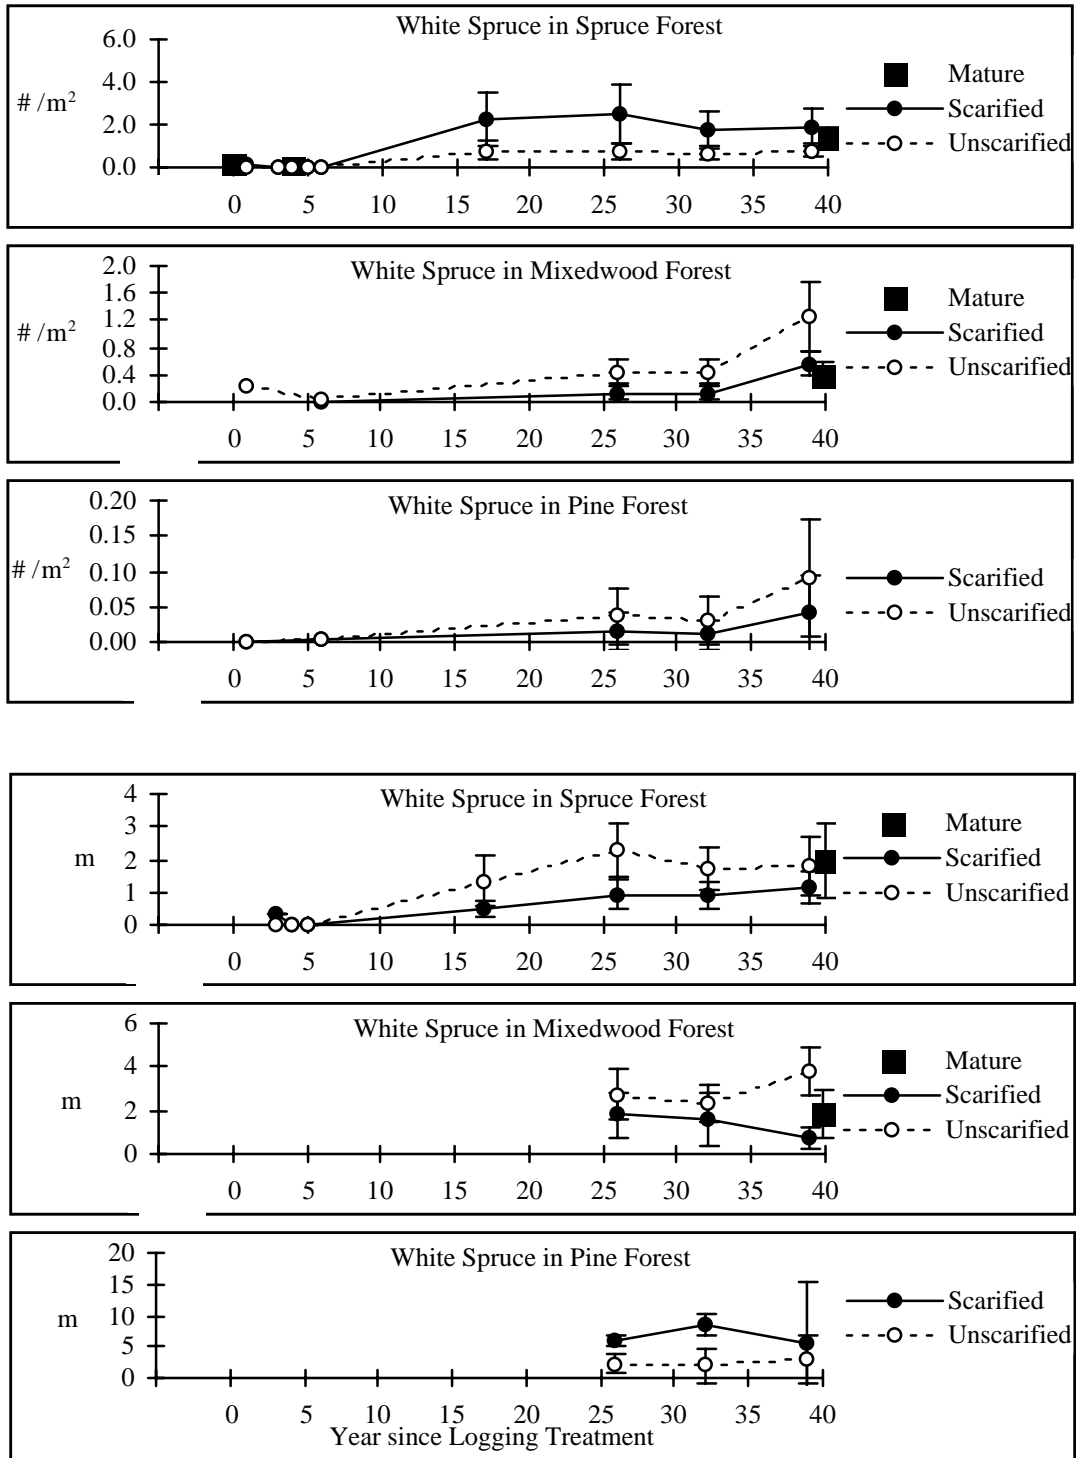 White Spruce in Spruce Forest
6.0
4.0
2.0
0.0
# /m²
0 5 10 15 20 25 30 35 40
Mature
Scarified
Unscarified
White Spruce in Mixedwood Forest
2.0
1.6
1.2
0.8
0.4
0.0
# /m²
0 5 10 15 20 25 30 35 40
Mature
Scarified
Unscarified
White Spruce in Pine Forest
0.20
0.15
0.10
0.05
0.00
# /m²
0 5 10 15 20 25 30 35 40
Scarified
Unscarified
White Spruce in Spruce Forest
4
3
2
1
0
m
0 5 10 15 20 25 30 35 40
Mature
Scarified
Unscarified
White Spruce in Mixedwood Forest
6
4
2
0
m
0 5 10 15 20 25 30 35 40
Mature
Scarified
Unscarified
White Spruce in Pine Forest
20
15
10
5
0
m
0 5 10 15 20 25 30 35 40
Scarified
Unscarified
Year since Logging Treatment